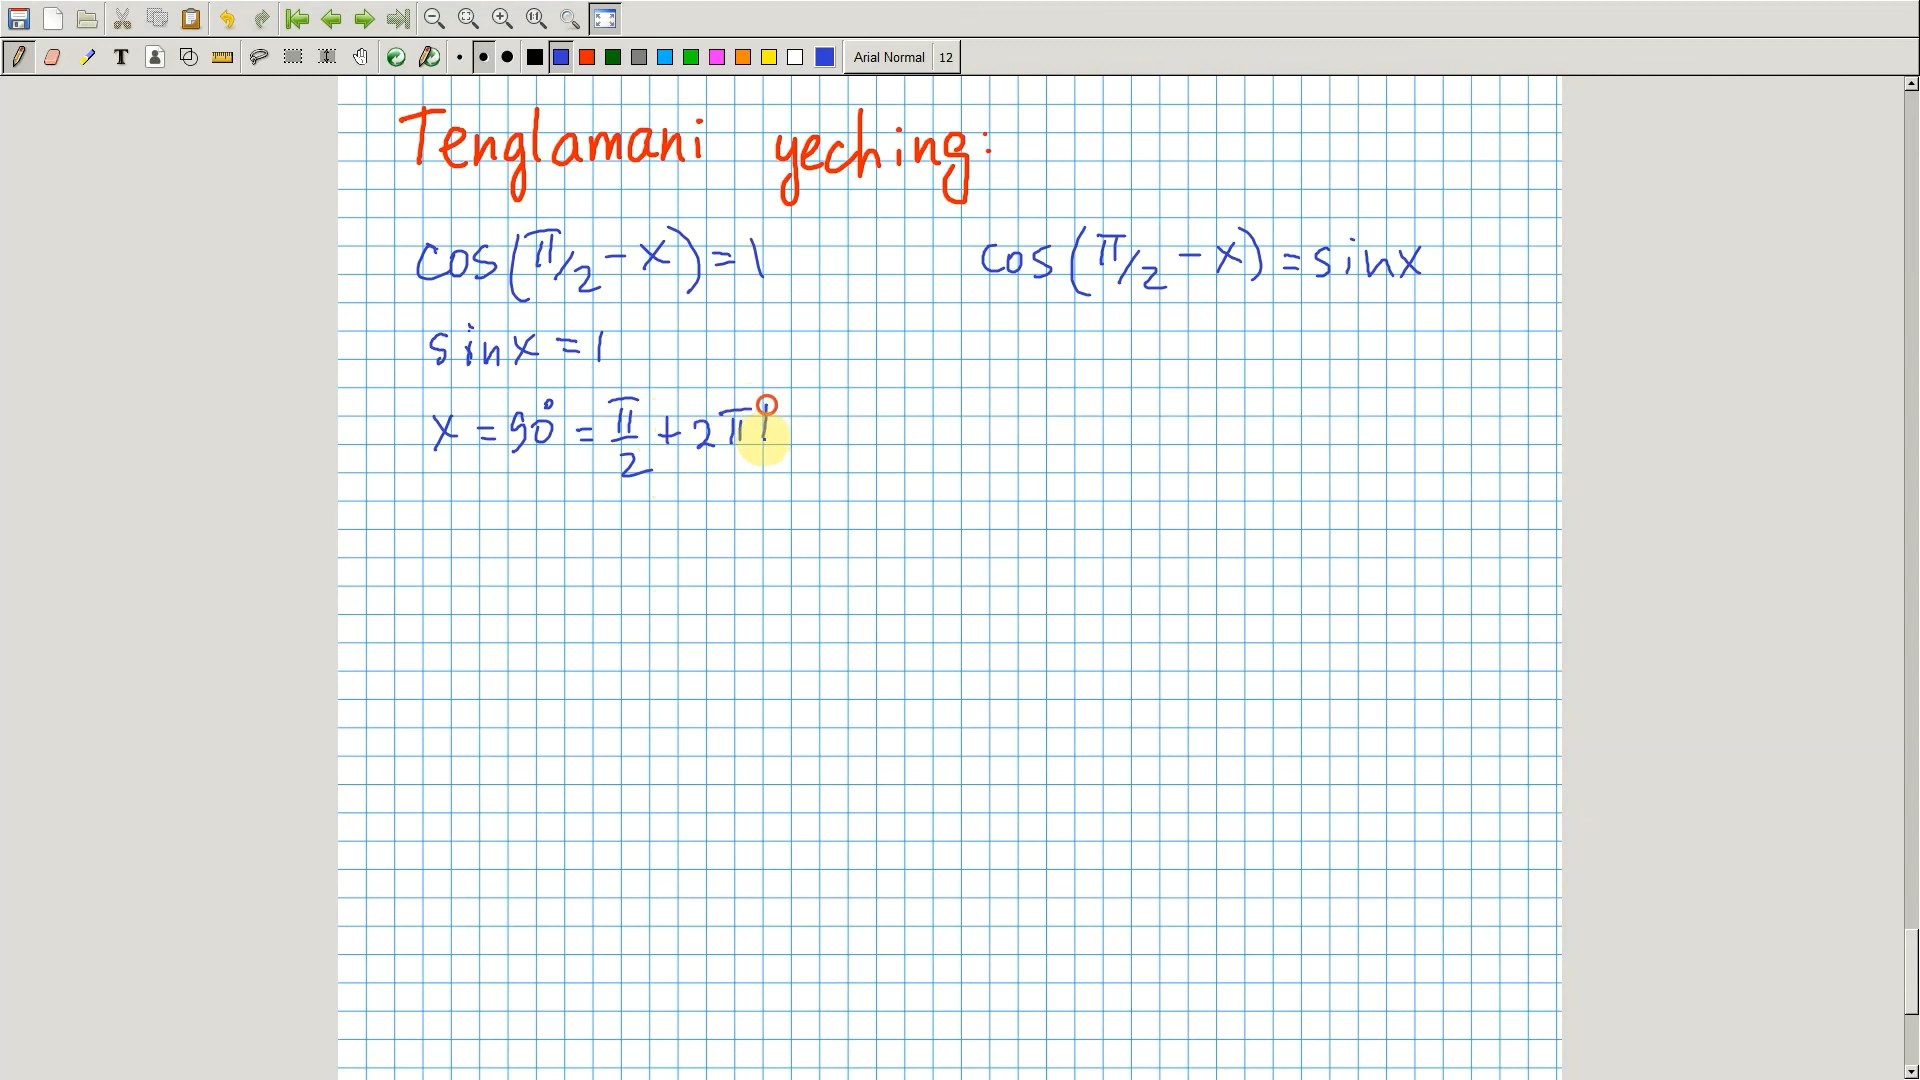 Arial Normal 12
Tenglamani yeching:
cos(π/2 - x) = 1 cos(π/2 - x) = sinx
sinx = 1
x = 90° = π/2 + 2π